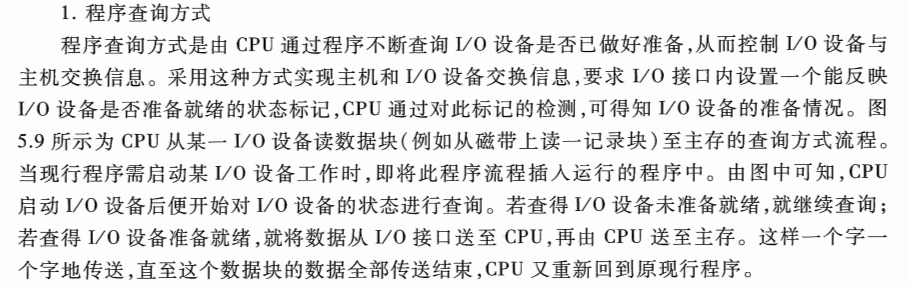 1. 程序查询方式
程序查询方式是由 CPU 通过程序不断查询 I/O 设备是否已做好准备,从而控制 I/O 设备与
主机交换信息。采用这种方式实现主机和 I/O 设备交换信息,要求 I/O 接口内设置一个能反映
I/O 设备是否准备就绪的状态标记,CPU 通过对此标记的检测,可得知 I/O 设备的准备情况。图
5.9 所示为 CPU 从某一 I/O 设备读数据块(例如从磁带上读一记录块)至主存的查询方式流程。
当现行程序需启动某 I/O 设备工作时,即将此程序流程插入运行的程序中。由图中可知,CPU
启动 I/O 设备后便开始对 I/O 设备的状态进行查询。若查得 I/O 设备未准备就绪,就继续查询;
若查得 I/O 设备准备就绪,就将数据从 I/O 接口送至 CPU,再由 CPU 送至主存。这样一个字一
个字地传送,直至这个数据块的数据全部传送结束,CPU 又重新回到原现行程序。